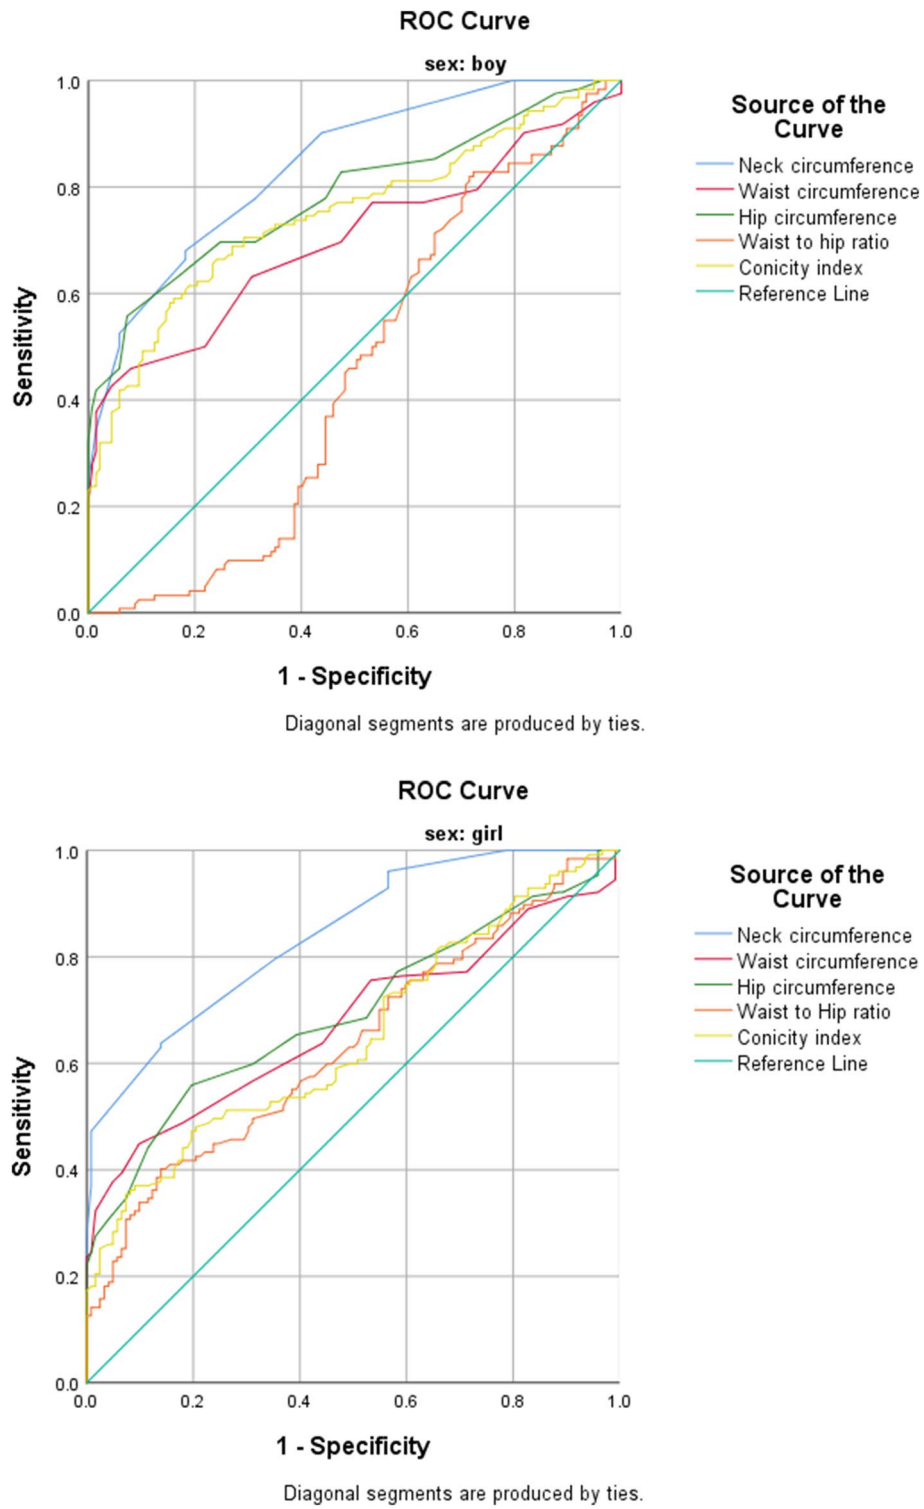 ROC Curve
sex: boy
Source of the
Curve
Neck circumference
Waist circumference
Hip circumference
Waist to hip ratio
Conicity index
Reference Line
Sensitivity
1.0
0.8
0.6
0.4
0.2
0.0
0.0 0.2 0.4 0.6 0.8 1.0
1 - Specificity
Diagonal segments are produced by ties.
ROC Curve
sex: girl
Source of the
Curve
Neck circumference
Waist circumference
Hip circumference
Waist to Hip ratio
Conicity index
Reference Line
Sensitivity
1.0
0.8
0.6
0.4
0.2
0.0
0.0 0.2 0.4 0.6 0.8 1.0
1 - Specificity
Diagonal segments are produced by ties.